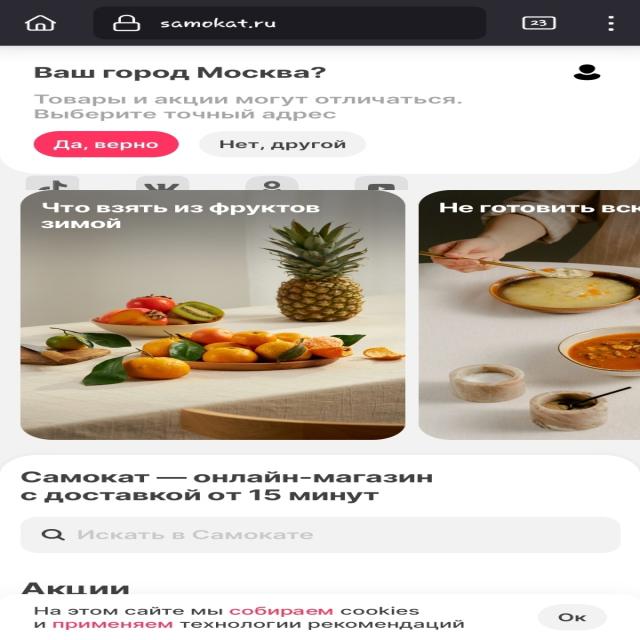 samokat.ru
23
Ваш город Москва?
Товары и акции могут отличаться.
Выберите точный адрес
Да, верно
Нет, другой
Что взять из фруктов
зимой
Не готовить
Самокат — онлайн-магазин
с доставкой от 15 минут
Искать в Самокате
Акции
На этом сайте мы собираем cookies
и применяем технологии рекомендаций
Ок